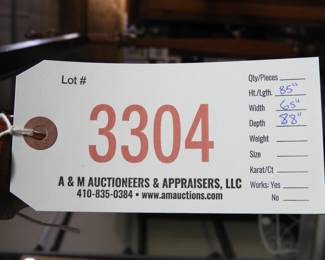 Lot #
3304
Qty/Pieces
Ht./Lgth. 85"
Width 65"
Depth 88"
Weight
Size
Karat/Ct
Works: Yes
No
A & M AUCTIONEERS & APPRAISERS, LLC
410-835-0384 • www.amauctions.com